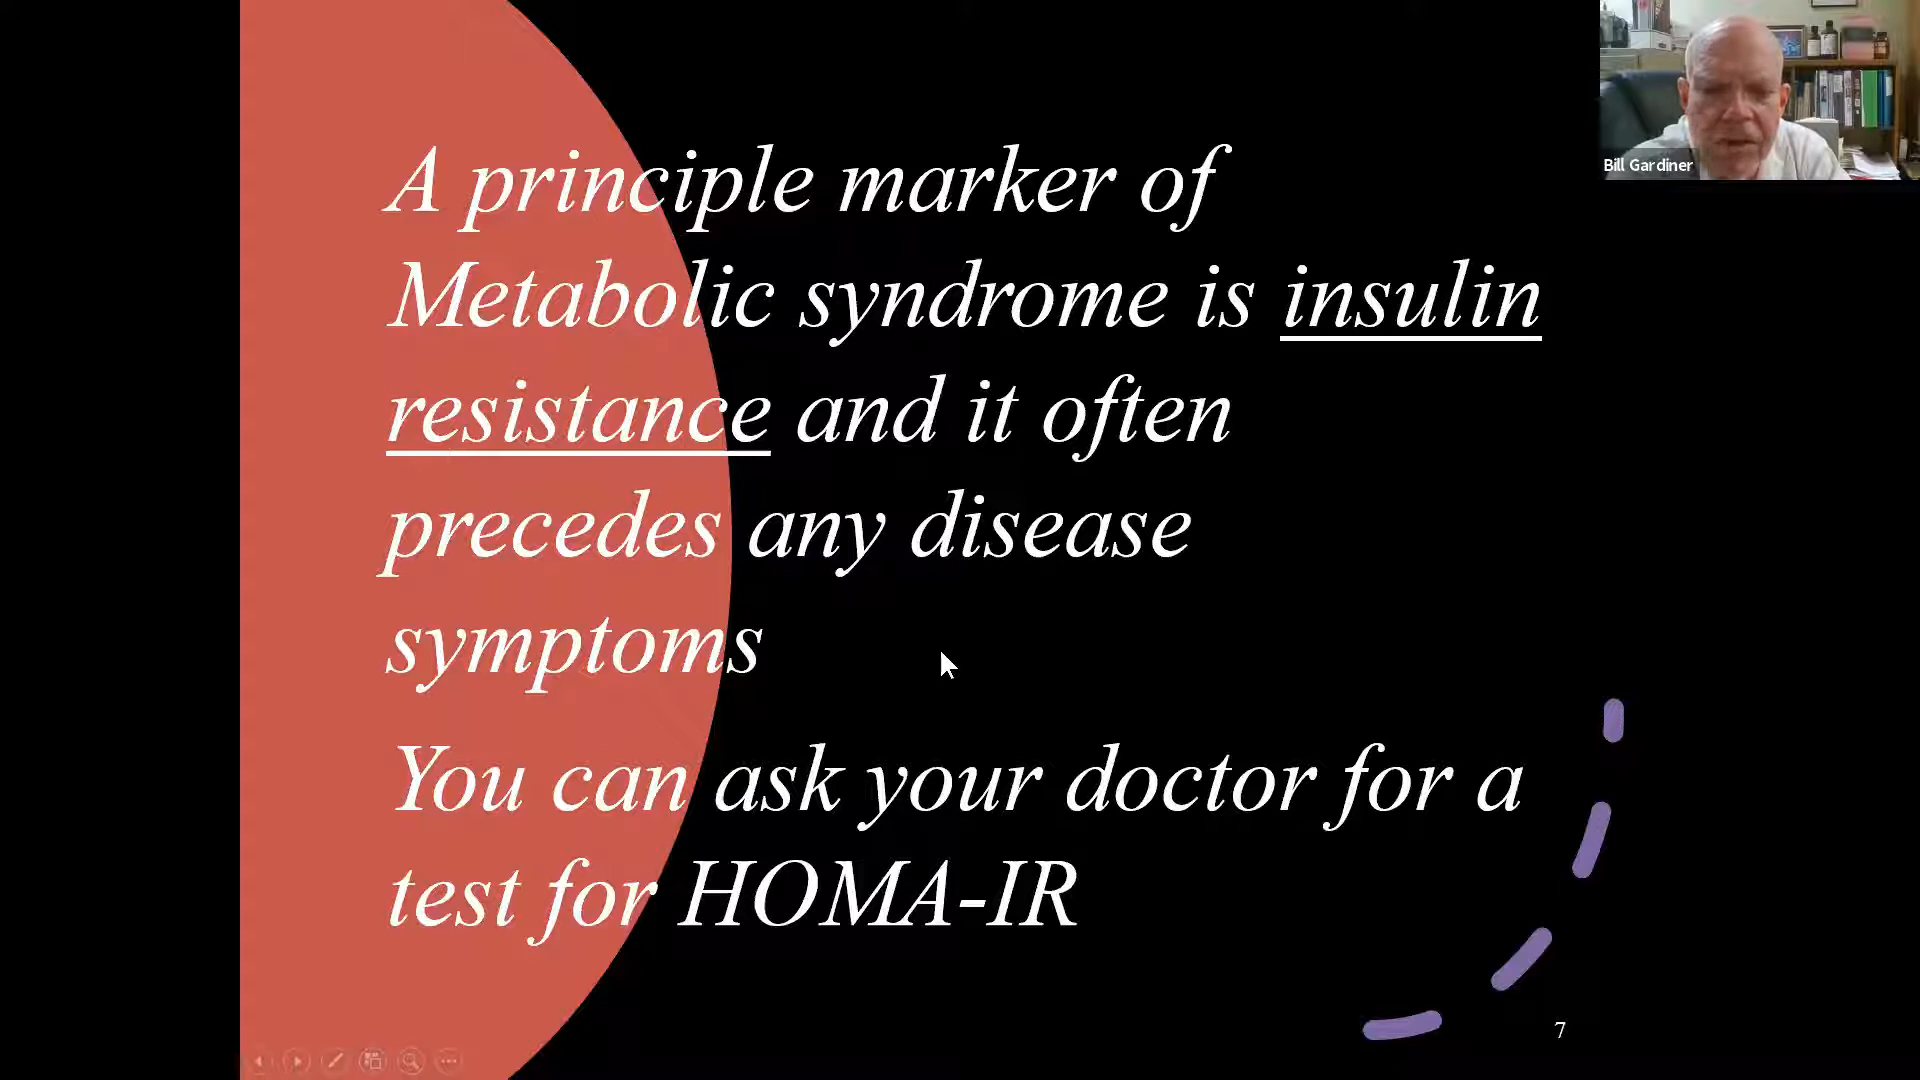 A principle marker of
Metabolic syndrome is insulin
resistance and it often
precedes any disease
symptoms
You can ask your doctor for a
test for HOMA-IR
Bill Gardiner
7